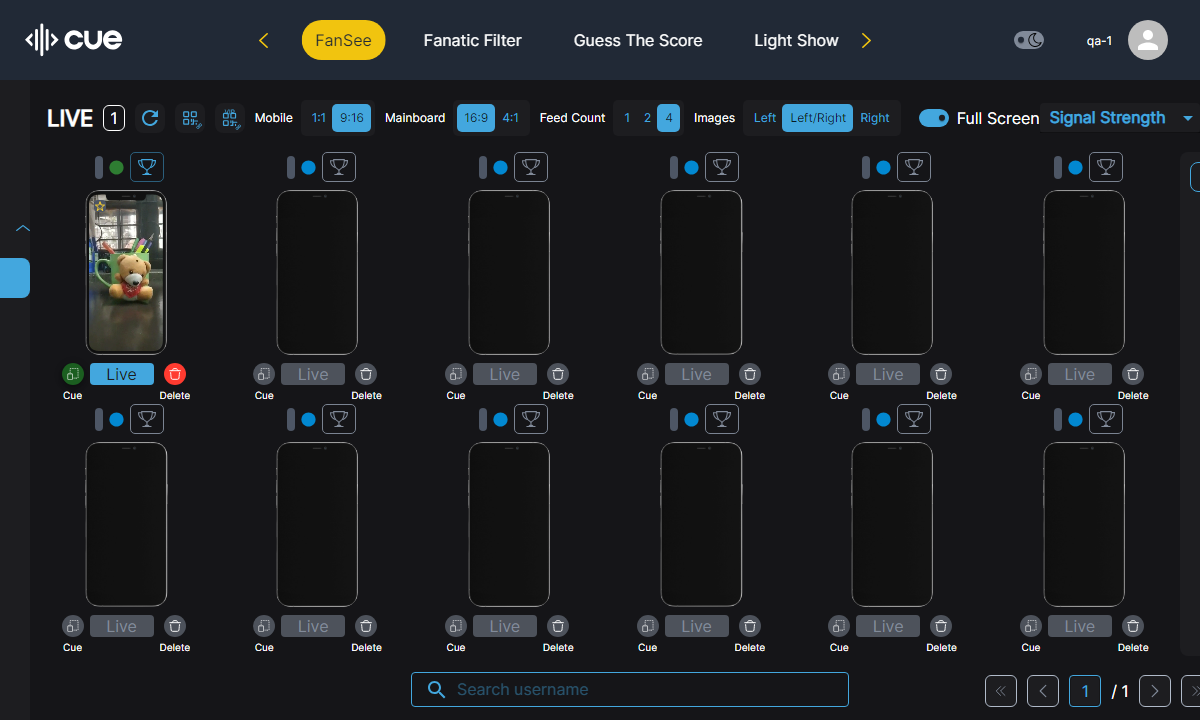 cue
FanSee
Fanatic Filter
Guess The Score
Light Show
qa-1
LIVE 1
Mobile 1:1 9:16
Mainboard 16:9 4:1
Feed Count 1 2 4
Images Left Left/Right Right
Full Screen
Signal Strength
Live Live Live Live Live Live
Cue Delete Cue Delete Cue Delete Cue Delete Cue Delete Cue Delete
Live Live Live Live Live Live
Cue Delete Cue Delete Cue Delete Cue Delete Cue Delete Cue Delete
Search username
1 / 1